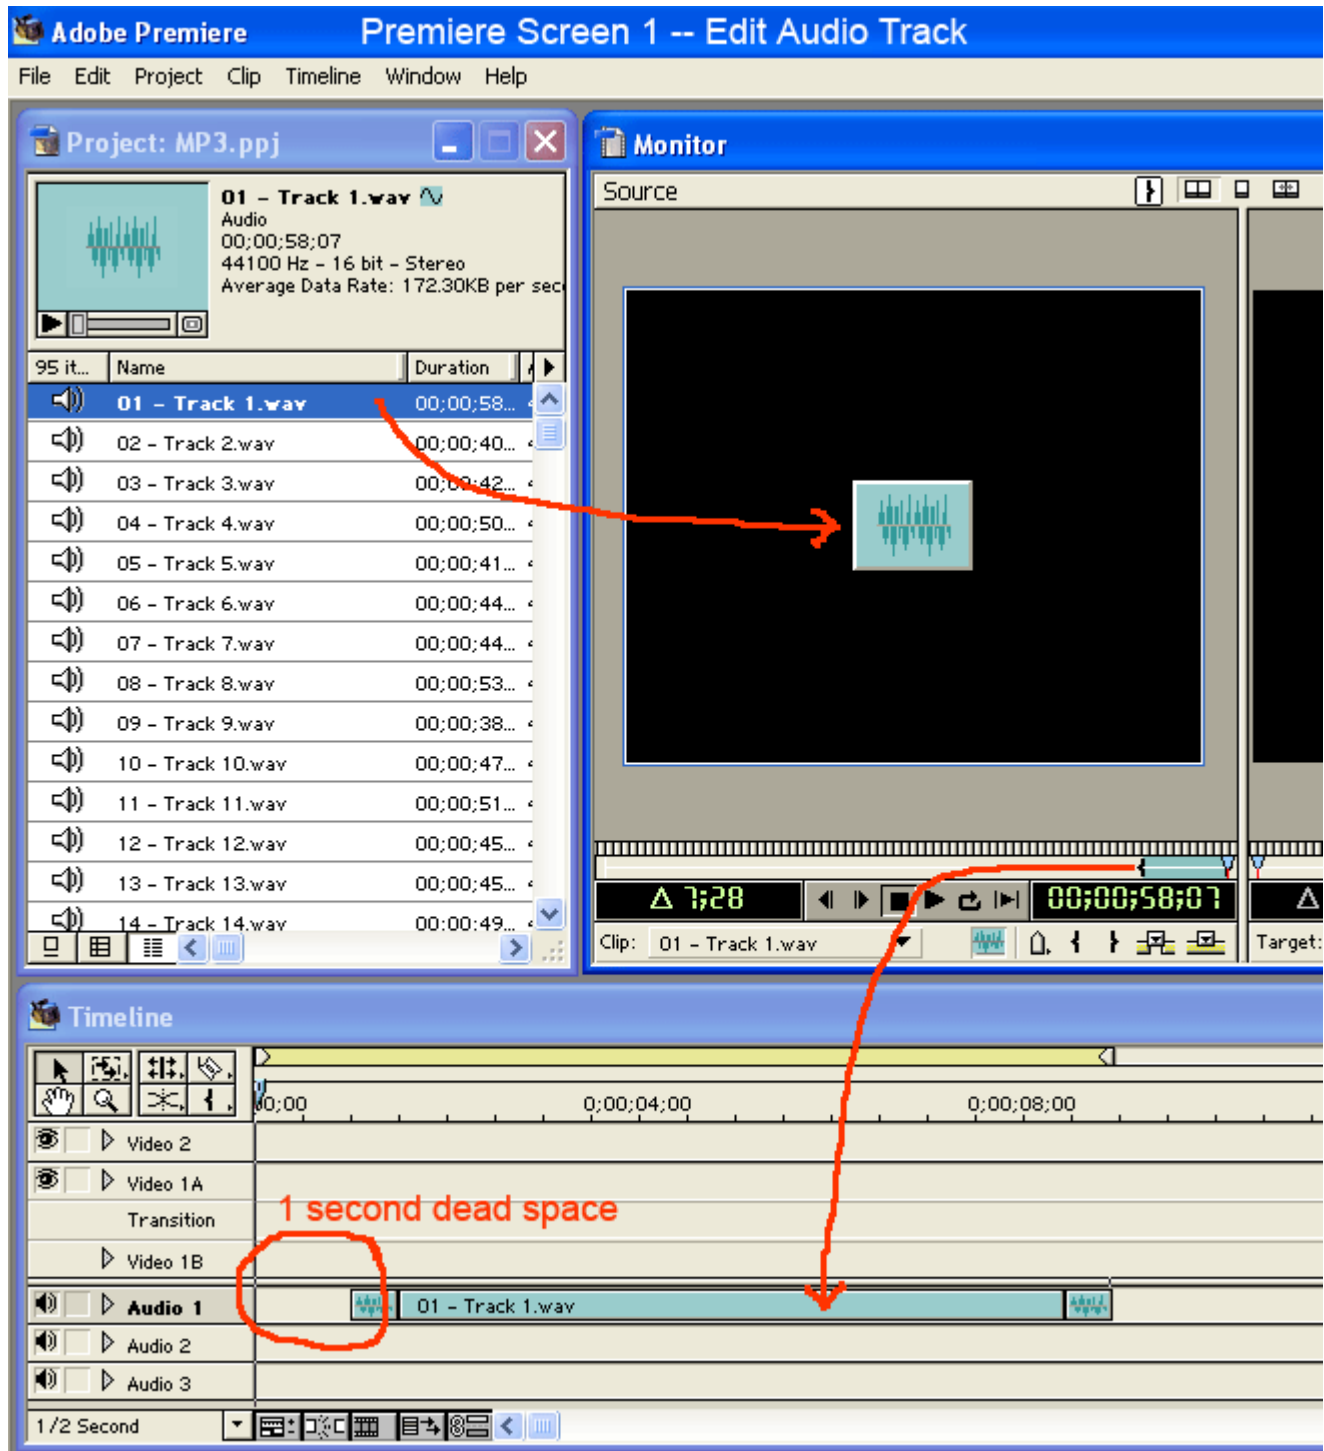 Adobe Premiere Premiere Screen 1 -- Edit Audio Track
File Edit Project Clip Timeline Window Help
Project: MP3.ppj
01 - Track 1.wav
Audio
00;00;58;07
44100 Hz - 16 bit - Stereo
Average Data Rate: 172.30KB per seco
95 it... Name Duration
01 - Track 1.wav 00;00;58...
02 - Track 2.wav 00;00;40...
03 - Track 3.wav 00;00;42...
04 - Track 4.wav 00;00;50...
05 - Track 5.wav 00;00;41...
06 - Track 6.wav 00;00;44...
07 - Track 7.wav 00;00;44...
08 - Track 8.wav 00;00;53...
09 - Track 9.wav 00;00;38...
10 - Track 10.wav 00;00;47...
11 - Track 11.wav 00;00;51...
12 - Track 12.wav 00;00;45...
13 - Track 13.wav 00;00;45...
14 - Track 14.wav 00;00;49...
Monitor
Source
Δ 7;28 00;00;58;07 Δ
Clip: 01 - Track 1.wav Target:
Timeline
0;00 0;00;04;00 0;00;08;00
Video 2
Video 1A
Transition
1 second dead space
Video 1B
Audio 1 01 - Track 1.wav
Audio 2
Audio 3
1/2 Second